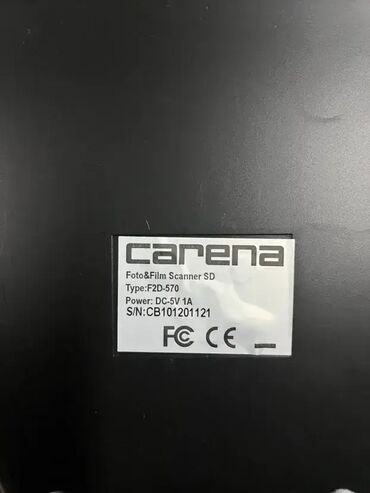 carena
Foto&Film Scanner SD
Type:F2D-570
Power: DC-5V 1A
S/N:CB101201121
FC CE